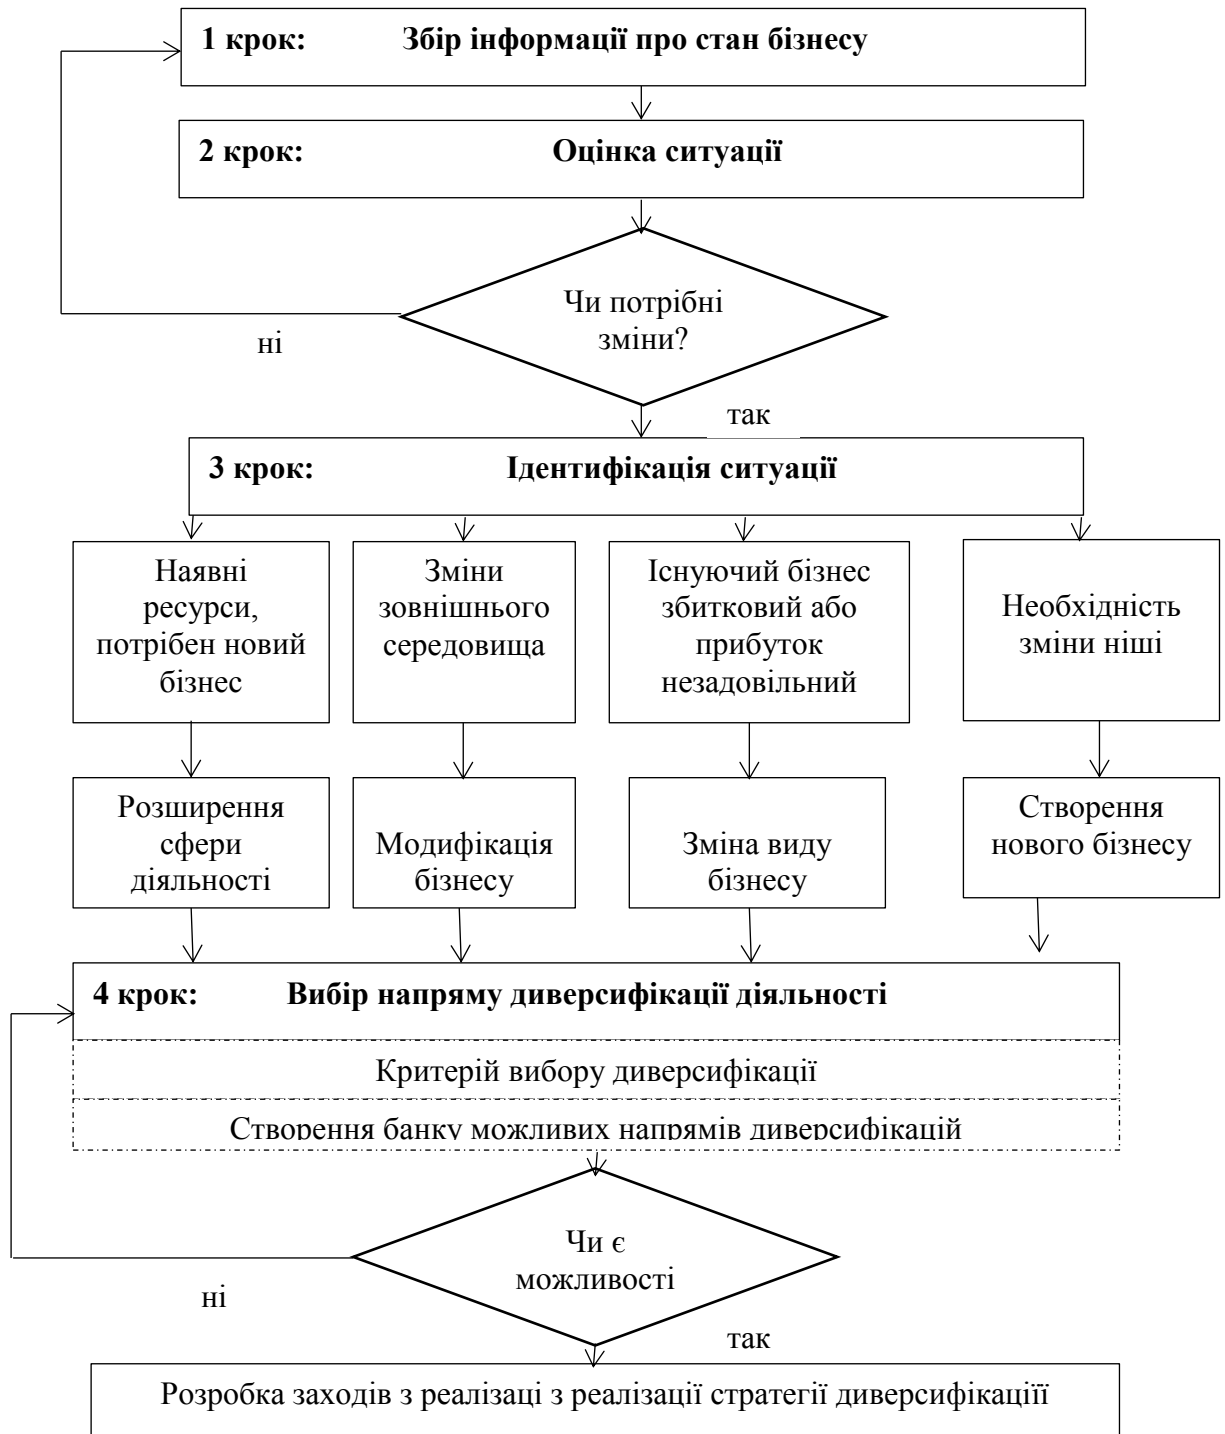 1 крок: Збір інформації про стан бізнесу
2 крок: Оцінка ситуації
Чи потрібні
зміни?
ні
так
3 крок: Ідентифікація ситуації
Наявні
ресурси,
потрібен новий
бізнес
Зміни
зовнішнього
середовища
Існуючий бізнес
збитковий або
прибуток
незадовільний
Необхідність
зміни ніші
Розширення
сфери
діяльності
Модифікація
бізнесу
Зміна виду
бізнесу
Створення
нового бізнесу
4 крок: Вибір напряму диверсифікації діяльності
Критерій вибору диверсифікації
Створення банку можливих напрямів диверсифікацій
Чи є
можливості
ні
так
Розробка заходів з реалізаці з реалізації стратегії диверсифікаціїї